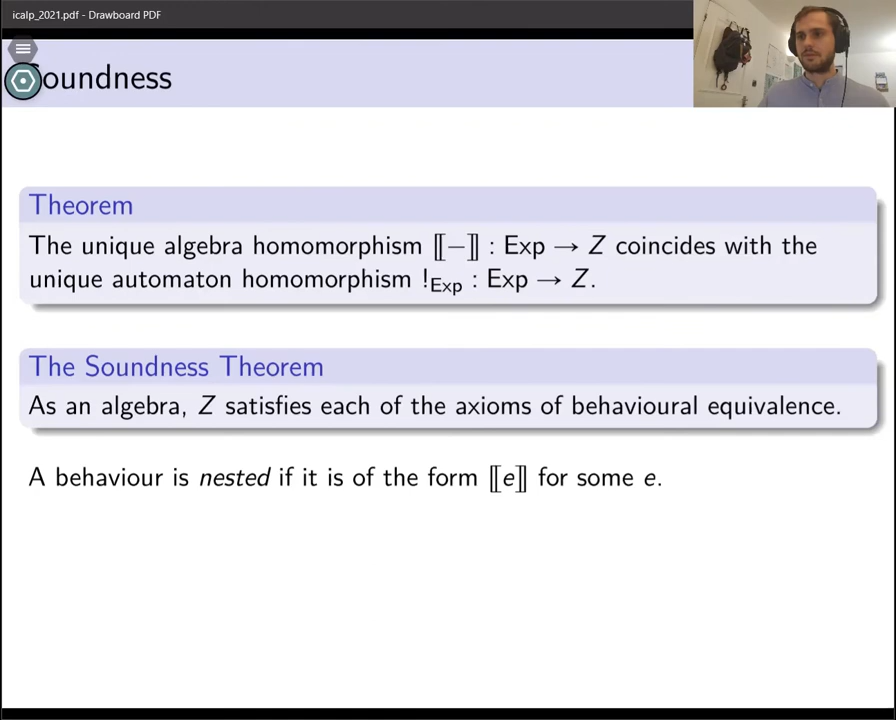 icalp_2021.pdf - Drawboard PDF
oundness
Theorem
The unique algebra homomorphism ⟦−⟧ : Exp → Z coincides with the
unique automaton homomorphism !Exp : Exp → Z.
The Soundness Theorem
As an algebra, Z satisfies each of the axioms of behavioural equivalence.
A behaviour is nested if it is of the form ⟦e⟧ for some e.